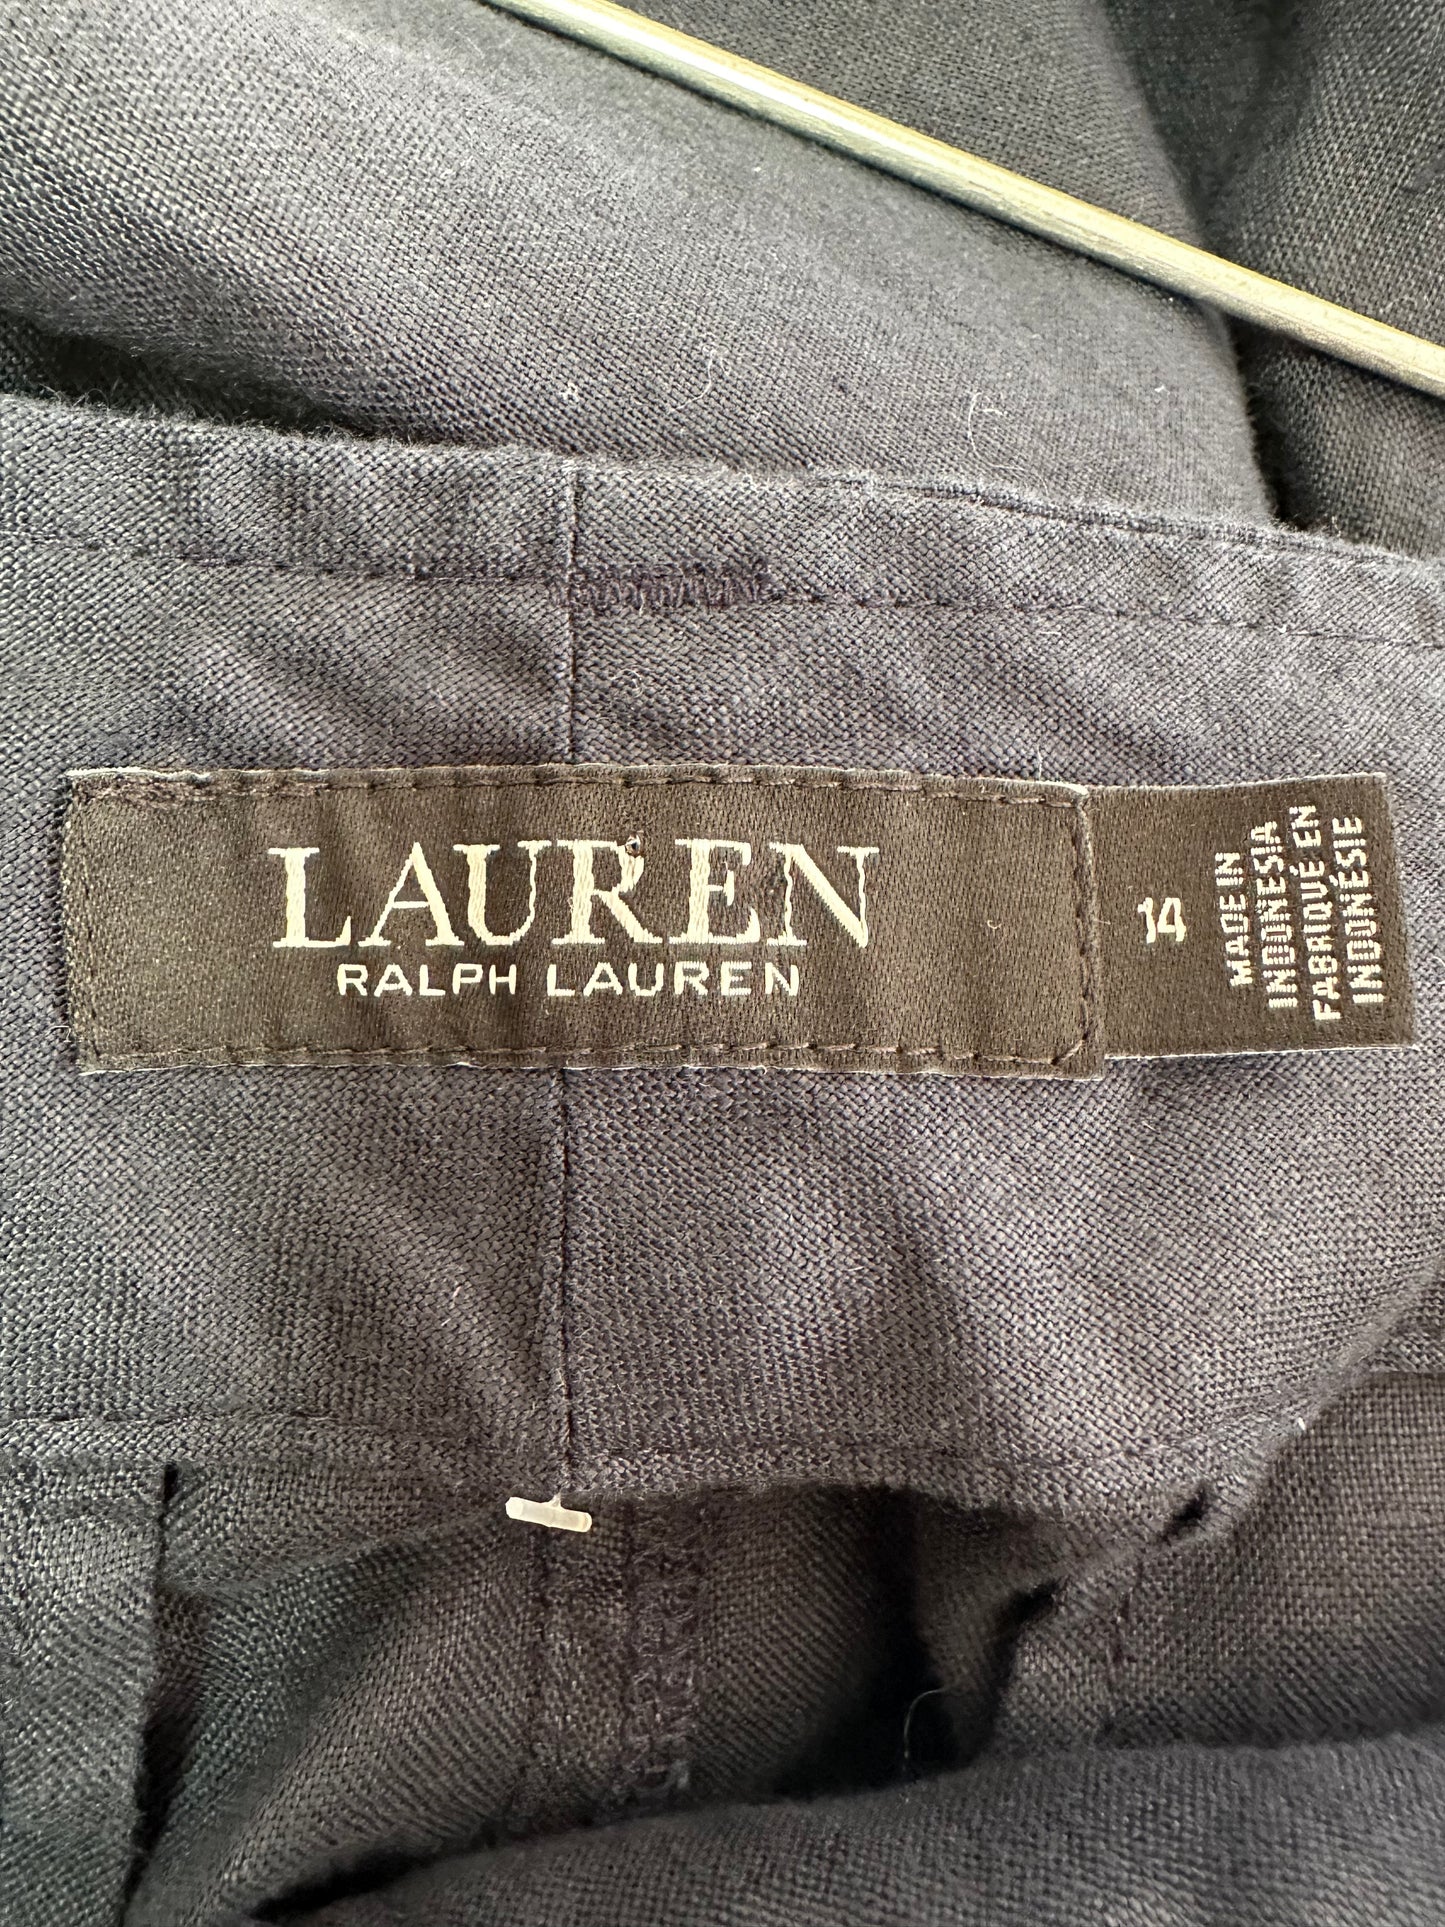 LAUREN
RALPH LAUREN
14
MADE IN
INDONESIA
FABRIQUÉ EN
INDONÉSIE